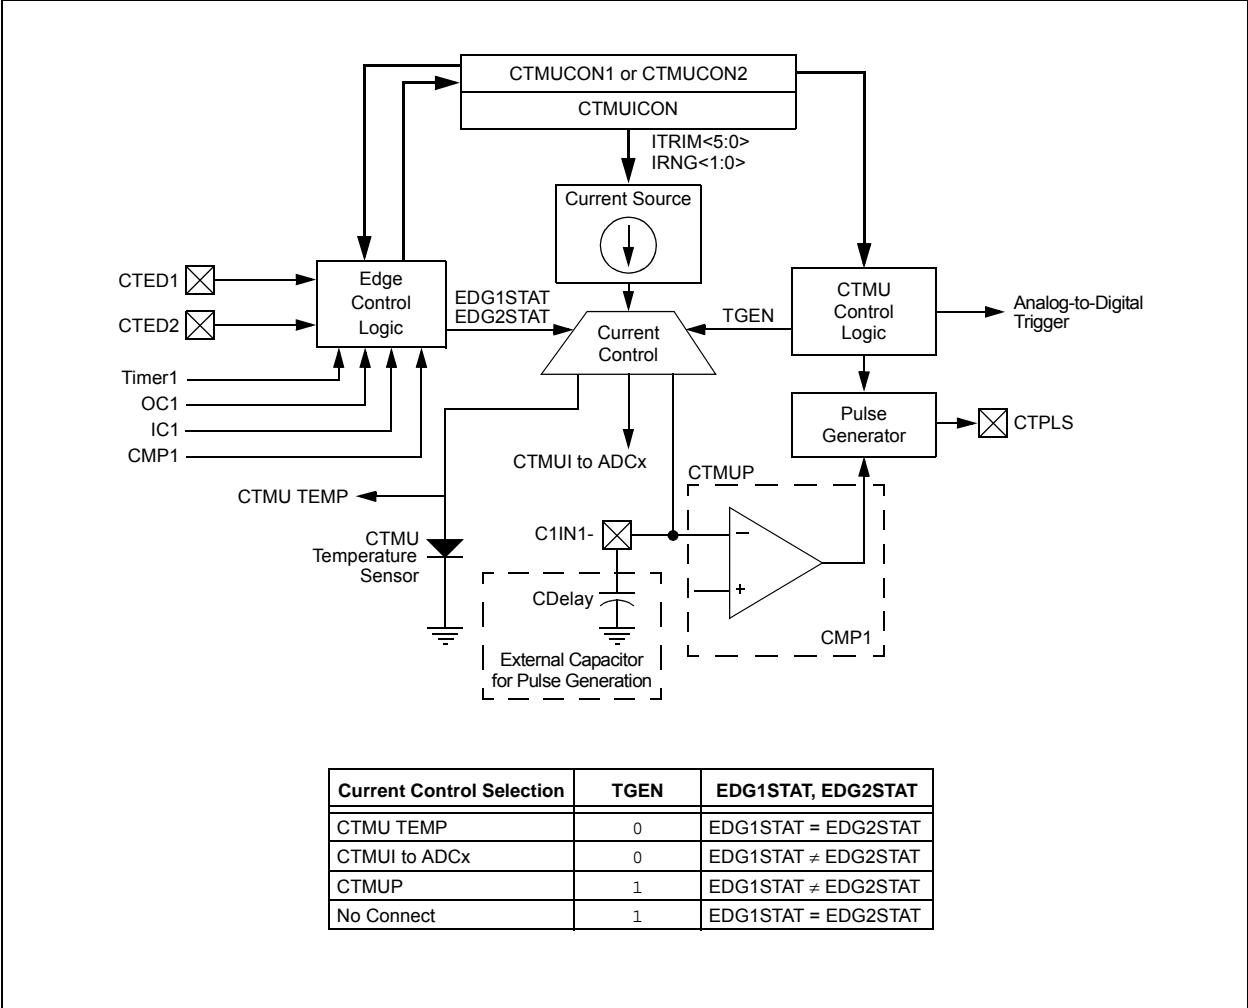 CTMUCON1 or CTMUCON2
CTMUICON
ITRIM<5:0>
IRNG<1:0>
Current Source
CTED1
CTED2
Edge
Control
Logic
EDG1STAT
EDG2STAT
Current
Control
TGEN
CTMU
Control
Logic
Analog-to-Digital
Trigger
Timer1
OC1
IC1
CMP1
Pulse
Generator
CTPLS
CTMUI to ADCx
CTMUP
CTMU TEMP
C1IN1-
CTMU
Temperature
Sensor
−
+
CDelay
CMP1
External Capacitor
for Pulse Generation
Current Control Selection TGEN EDG1STAT, EDG2STAT
CTMU TEMP 0 EDG1STAT = EDG2STAT
CTMUI to ADCx 0 EDG1STAT ≠ EDG2STAT
CTMUP 1 EDG1STAT ≠ EDG2STAT
No Connect 1 EDG1STAT = EDG2STAT